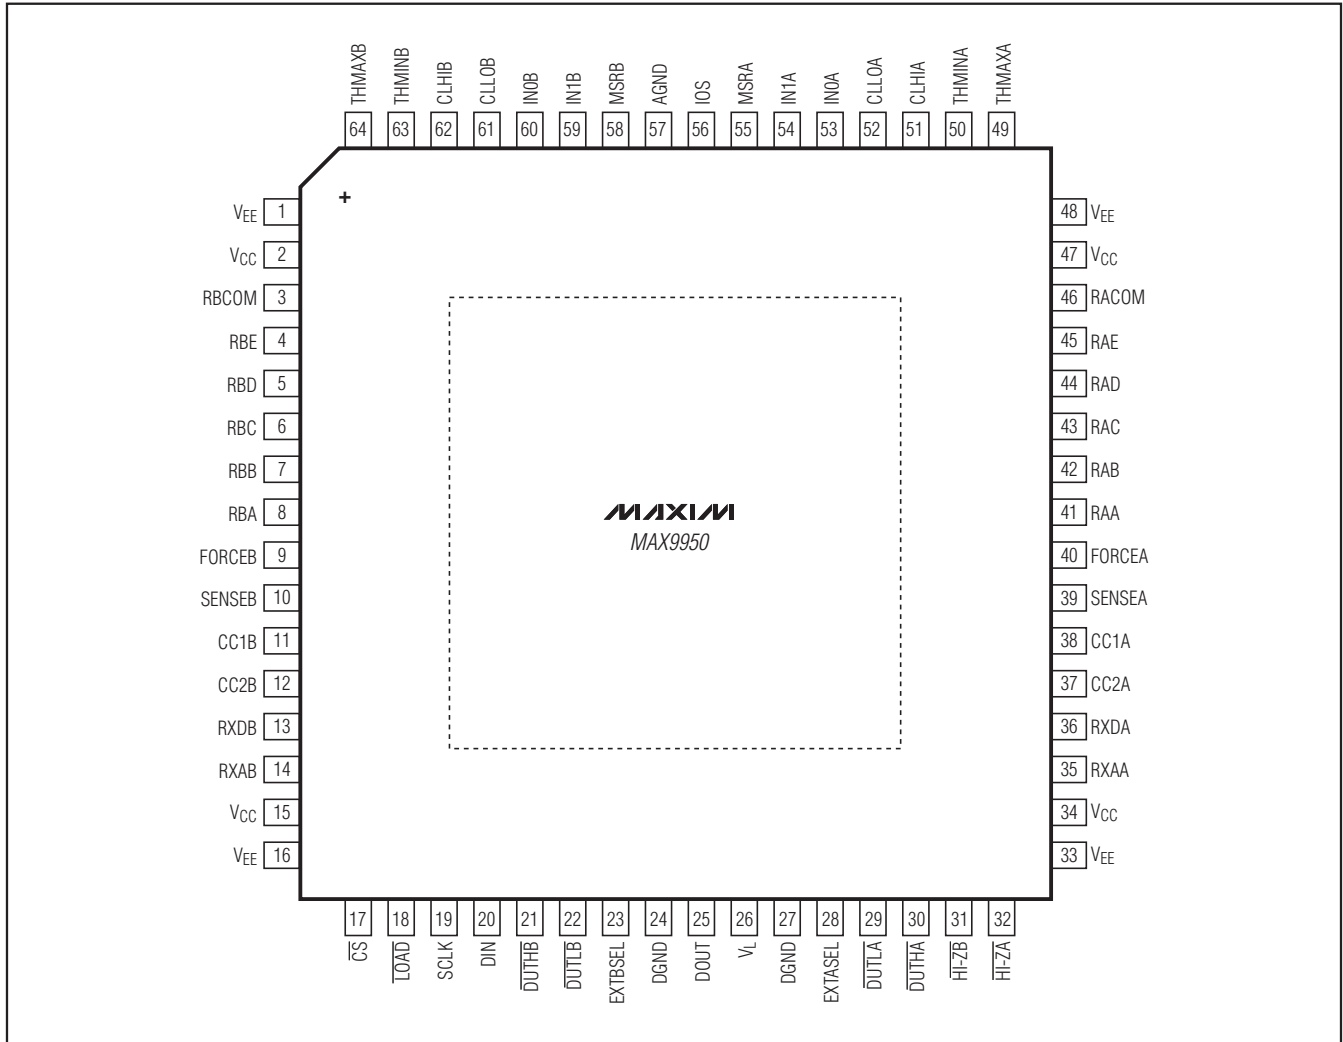 THMAXB
THMINB
CLHIB
CLLOB
IN0B
IN1B
MSRB
AGND
IOS
MSRA
IN1A
IN0A
CLLOA
CLHIA
THMINA
THMAXA
64 63 62 61 60 59 58 57 56 55 54 53 52 51 50 49
+
VEE 1
VCC 2
RBCOM 3
RBE 4
RBD 5
RBC 6
RBB 7
RBA 8
FORCEB 9
SENSEB 10
CC1B 11
CC2B 12
RXDB 13
RXAB 14
VCC 15
VEE 16
MAXIM
MAX9950
48 VEE
47 VCC
46 RACOM
45 RAE
44 RAD
43 RAC
42 RAB
41 RAA
40 FORCEA
39 SENSEA
38 CC1A
37 CC2A
36 RXDA
35 RXAA
34 VCC
33 VEE
17 18 19 20 21 22 23 24 25 26 27 28 29 30 31 32
CS
LOAD
SCLK
DIN
DUTHB
DUTLB
EXTBSEL
DGND
DOUT
VL
DGND
EXTASEL
DUTLA
DUTHA
HI-ZB
HI-ZA